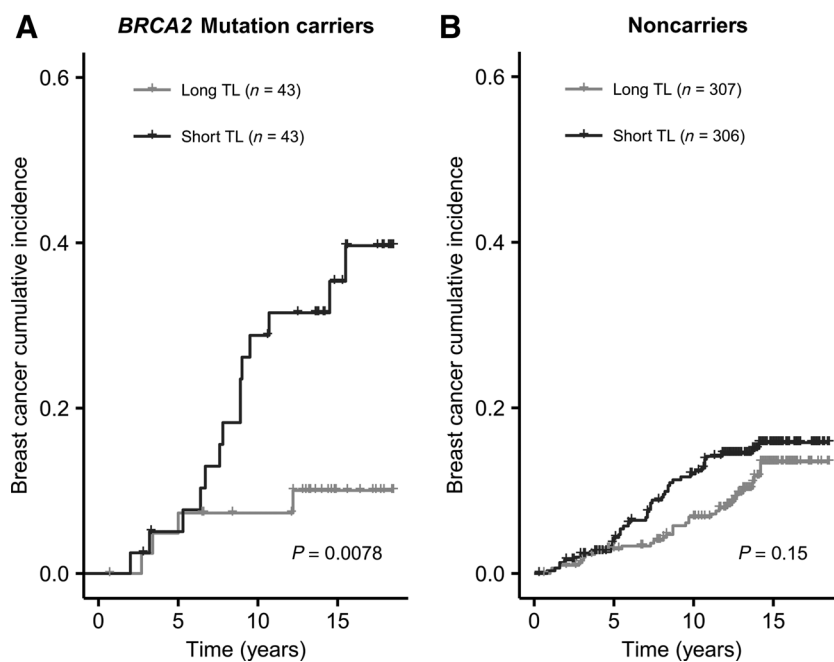 A
BRCA2 Mutation carriers
Breast cancer cumulative incidence
0.6
0.4
0.2
0.0
Long TL (n = 43)
Short TL (n = 43)
P = 0.0078
0 5 10 15
Time (years)
B
Noncarriers
Breast cancer cumulative incidence
0.6
0.4
0.2
0.0
Long TL (n = 307)
Short TL (n = 306)
P = 0.15
0 5 10 15
Time (years)